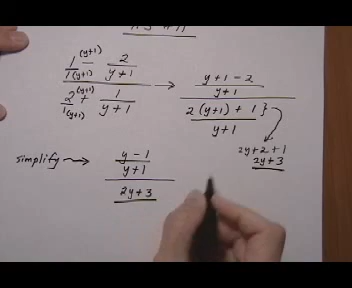 1(y+1)/1(y+1) − 2/(y+1) → (y+1−2)/(y+1)
2(y+1)/1(y+1) + 1/(y+1)   (2(y+1)+1}/(y+1)
2y+2+1
2y+3
simplify → (y−1)/(y+1)
2y+3